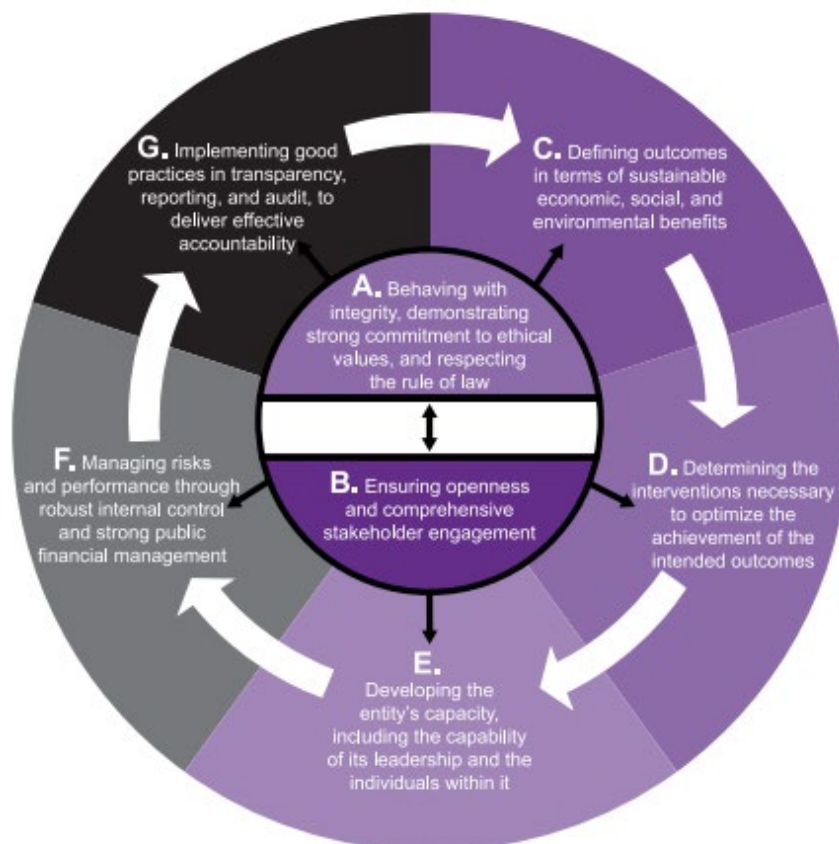 G. Implementing good
practices in transparency,
reporting, and audit, to
deliver effective
accountability
C. Defining outcomes
in terms of sustainable
economic, social, and
environmental benefits
A. Behaving with
integrity, demonstrating
strong commitment to ethical
values, and respecting
the rule of law
B. Ensuring openness
and comprehensive
stakeholder engagement
F. Managing risks
and performance through
robust internal control
and strong public
financial management
D. Determining the
interventions necessary
to optimize the
achievement of the
intended outcomes
E.
Developing the
entity's capacity,
including the capability
of its leadership and the
individuals within it